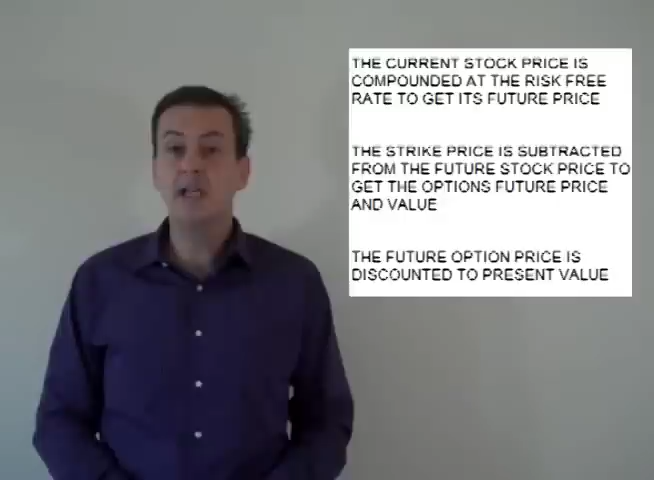 THE CURRENT STOCK PRICE IS
COMPOUNDED AT THE RISK FREE
RATE TO GET ITS FUTURE PRICE
THE STRIKE PRICE IS SUBTRACTED
FROM THE FUTURE STOCK PRICE TO
GET THE OPTIONS FUTURE PRICE
AND VALUE
THE FUTURE OPTION PRICE IS
DISCOUNTED TO PRESENT VALUE